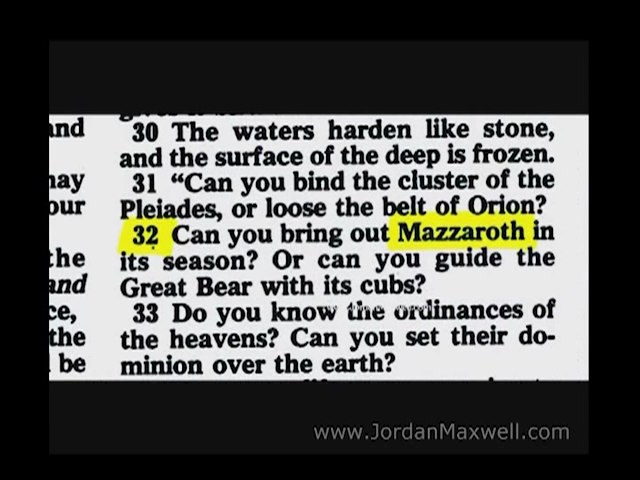 and
may
our
the
and
ce,
the
be
30 The waters harden like stone,
and the surface of the deep is frozen.
31 “Can you bind the cluster of the
Pleiades, or loose the belt of Orion?
32 Can you bring out Mazzaroth in
its season? Or can you guide the
Great Bear with its cubs?
33 Do you know the ordinances of
the heavens? Can you set their do-
minion over the earth?
www.JordanMaxwell.com